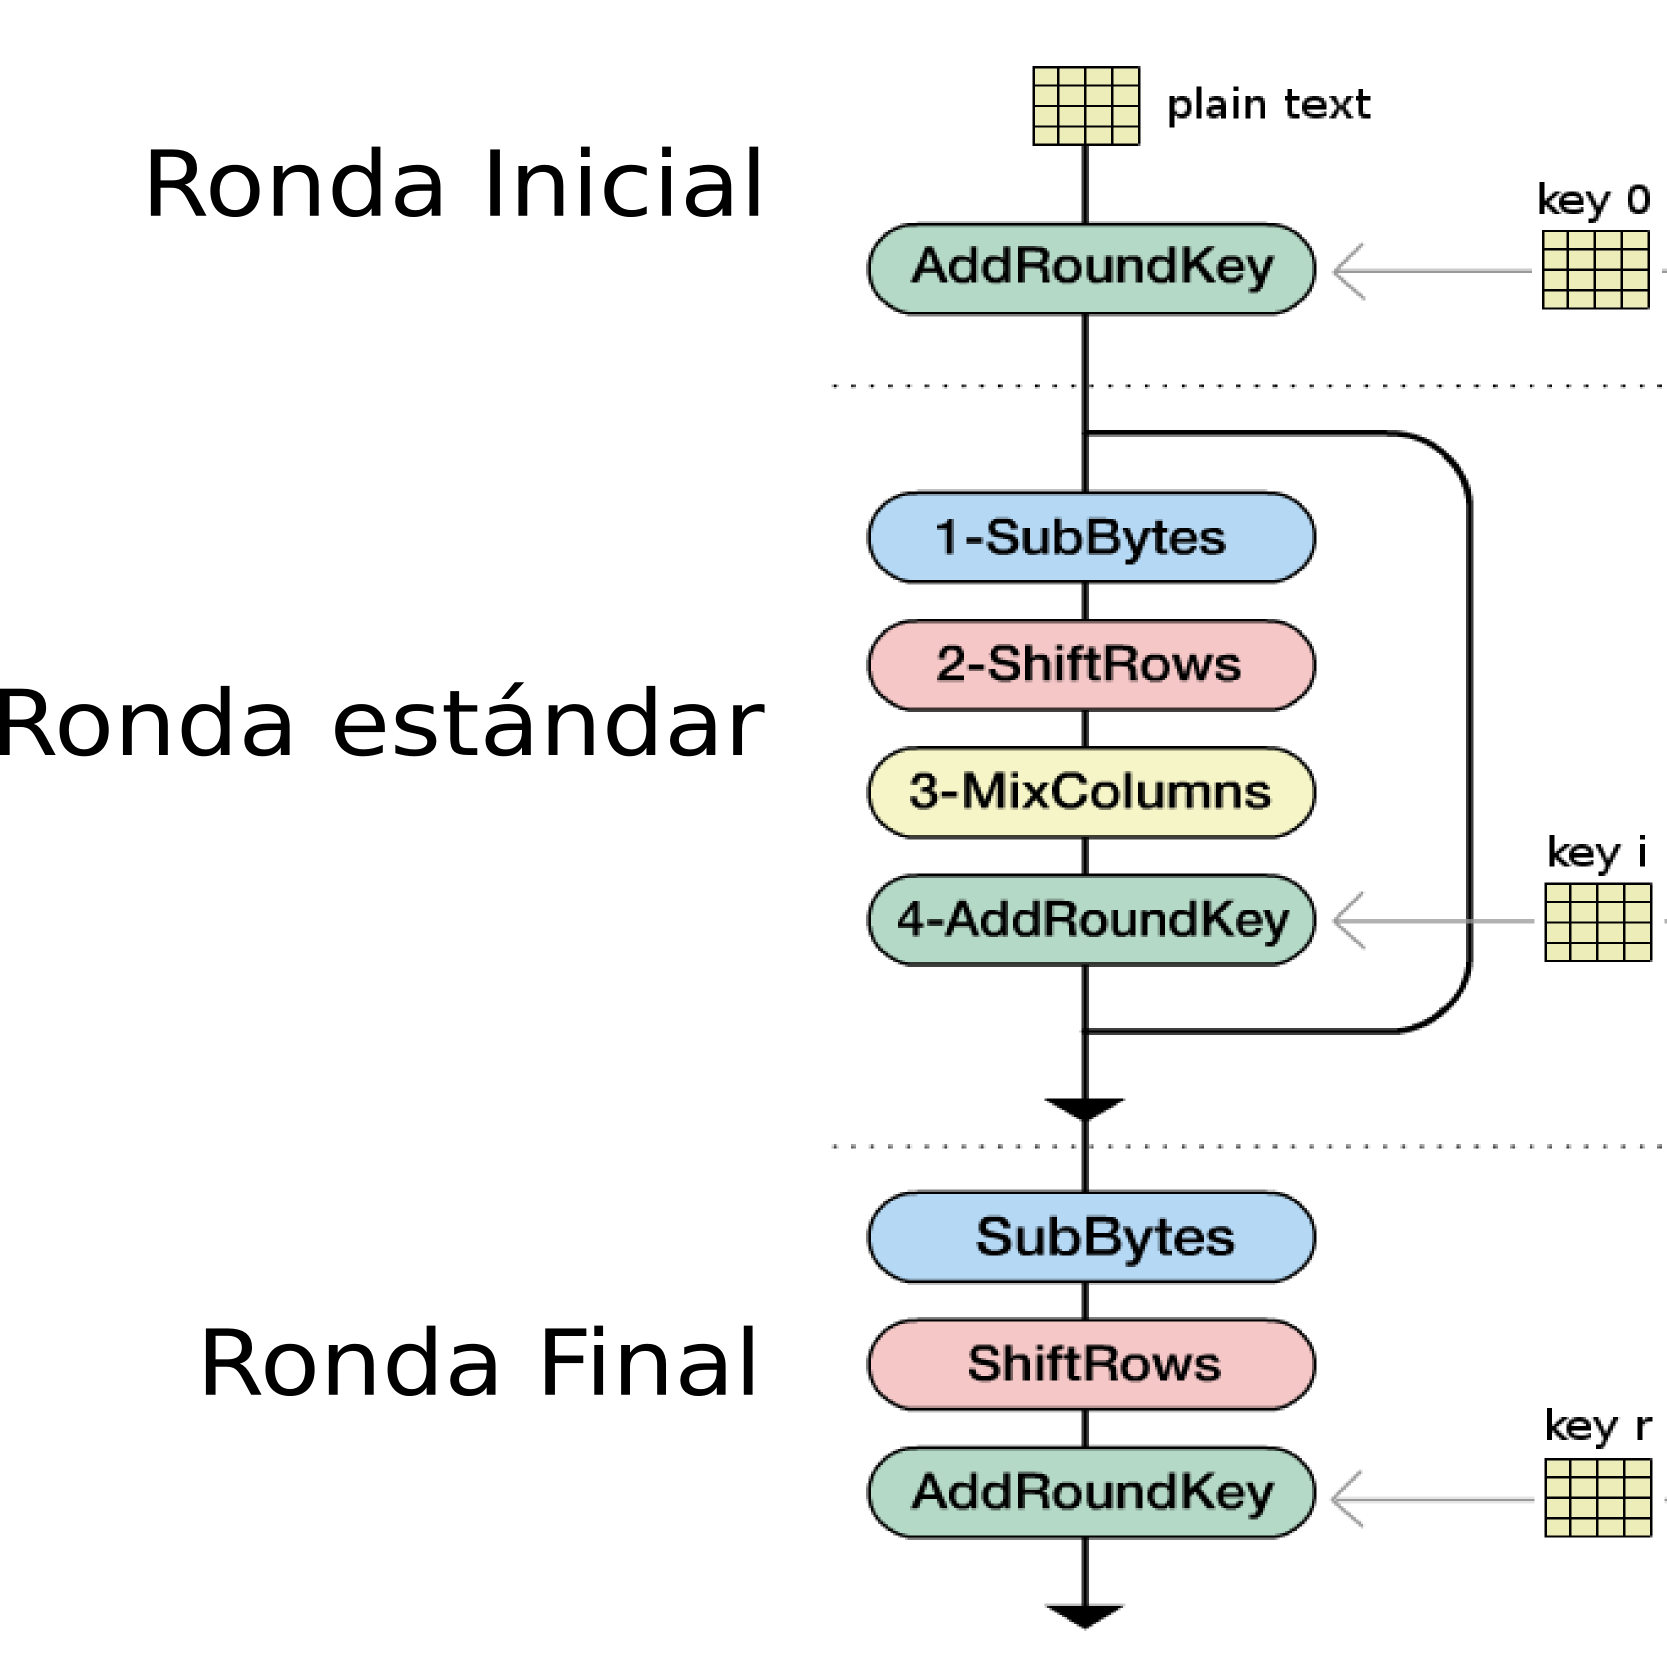 plain text
Ronda Inicial
key 0
AddRoundKey
1-SubBytes
2-ShiftRows
Ronda estándar
3-MixColumns
key i
4-AddRoundKey
SubBytes
Ronda Final
ShiftRows
key r
AddRoundKey